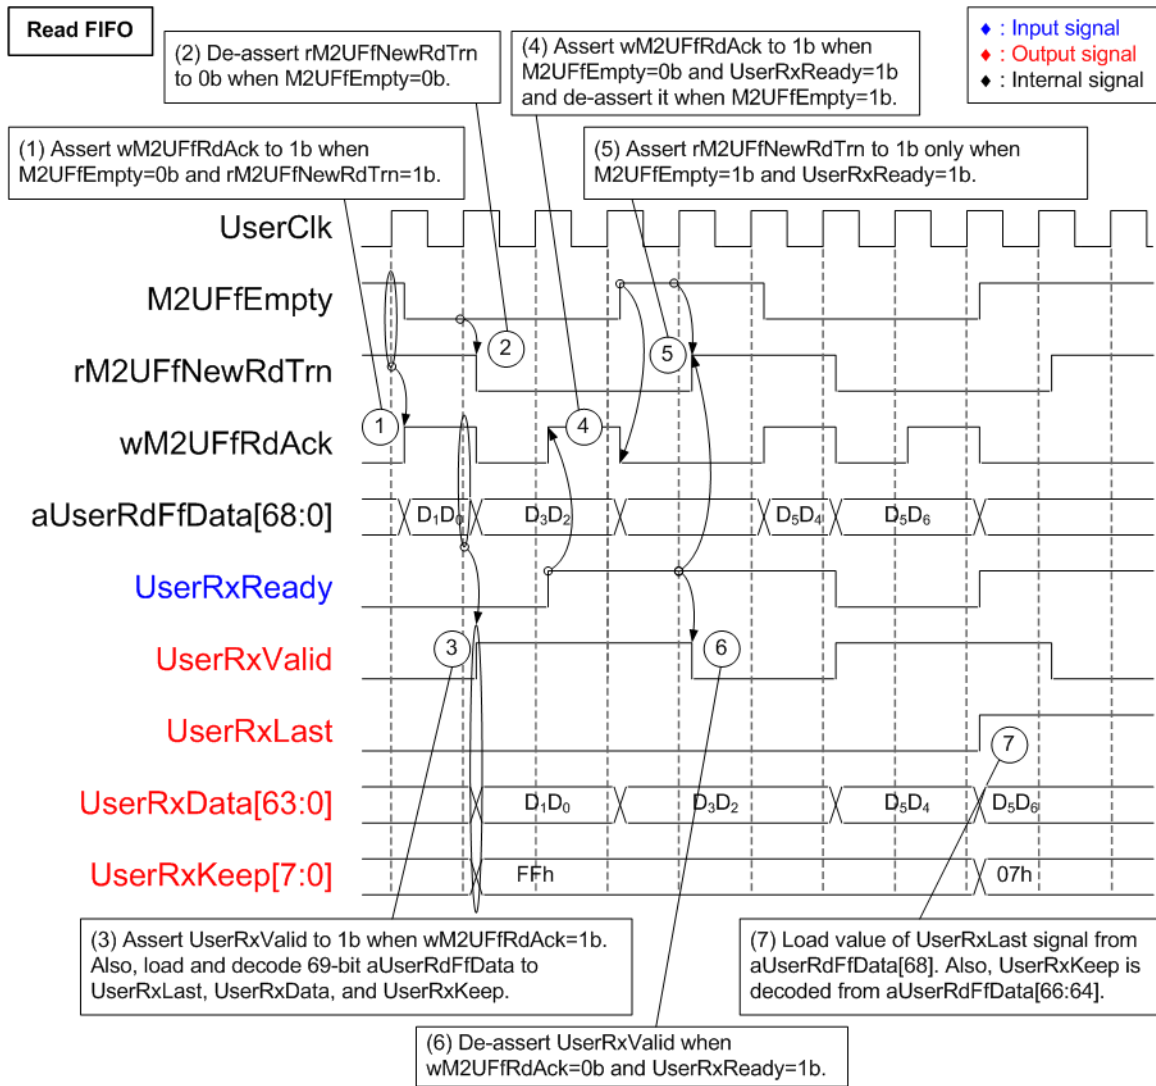 Read FIFO
(2) De-assert rM2UFfNewRdTrn
to 0b when M2UFfEmpty=0b.
(4) Assert wM2UFfRdAck to 1b when
M2UFfEmpty=0b and UserRxReady=1b
and de-assert it when M2UFfEmpty=1b.
♦ : Input signal
♦ : Output signal
♦ : Internal signal
(1) Assert wM2UFfRdAck to 1b when
M2UFfEmpty=0b and rM2UFfNewRdTrn=1b.
(5) Assert rM2UFfNewRdTrn to 1b only when
M2UFfEmpty=1b and UserRxReady=1b.
UserClk
M2UFfEmpty
2
5
rM2UFfNewRdTrn
1
4
wM2UFfRdAck
aUserRdFfData[68:0]
D₁D₀
D₃D₂
D₅D₄
D₅D₆
UserRxReady
3
6
UserRxValid
UserRxLast
7
UserRxData[63:0]
D₁D₀
D₃D₂
D₅D₄
D₅D₆
UserRxKeep[7:0]
FFh
07h
(3) Assert UserRxValid to 1b when wM2UFfRdAck=1b.
Also, load and decode 69-bit aUserRdFfData to
UserRxLast, UserRxData, and UserRxKeep.
(7) Load value of UserRxLast signal from
aUserRdFfData[68]. Also, UserRxKeep is
decoded from aUserRdFfData[66:64].
(6) De-assert UserRxValid when
wM2UFfRdAck=0b and UserRxReady=1b.